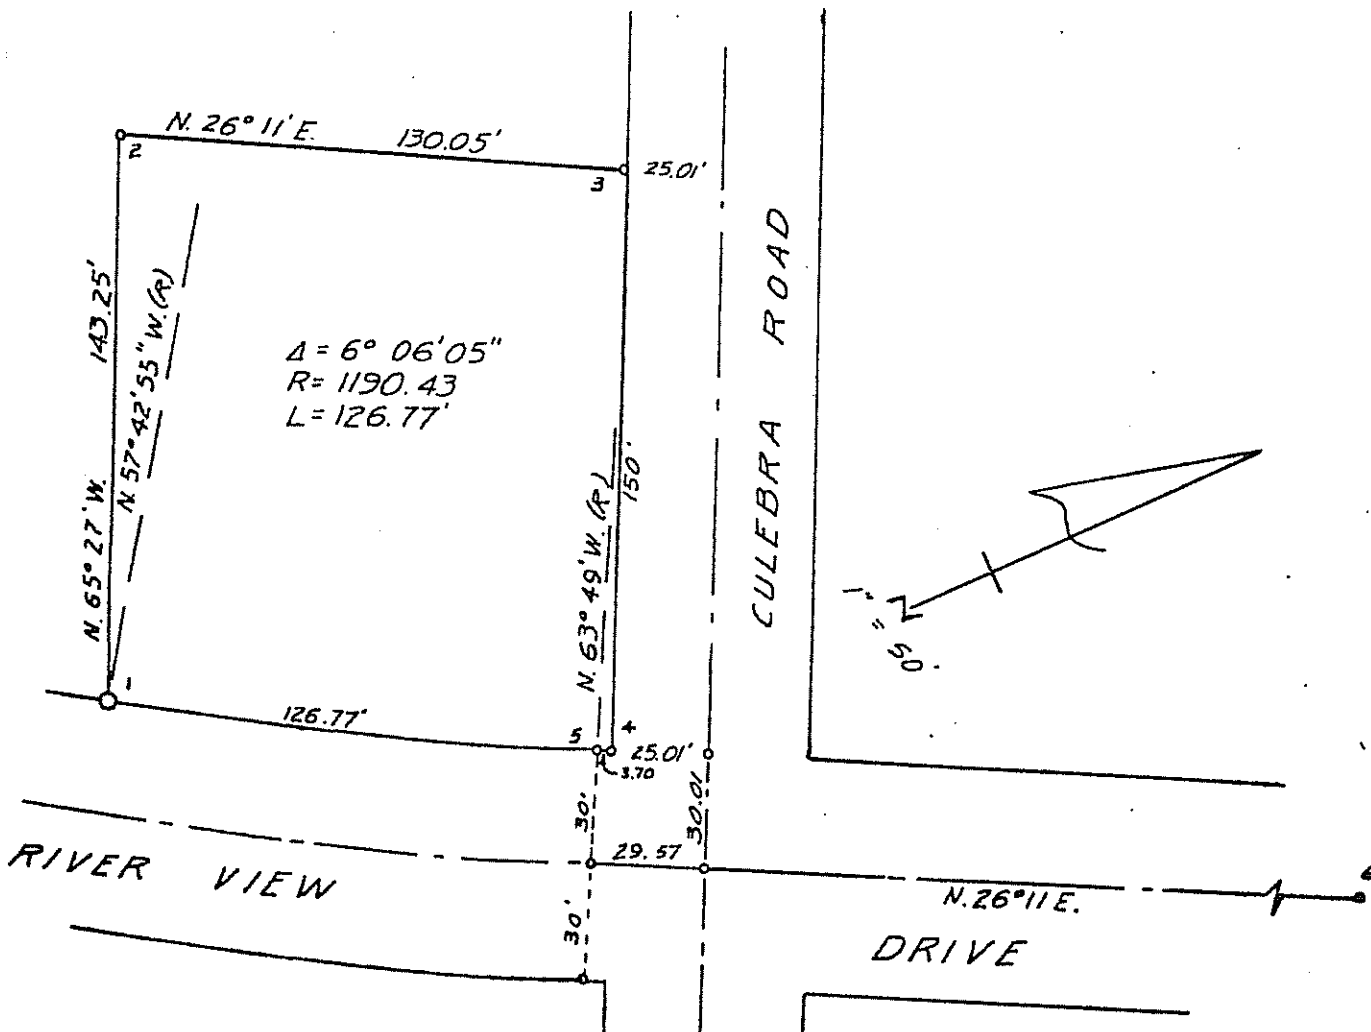 N. 26° 11' E.
130.05'
2
3
25.01'
143.25'
N. 65° 27' W.
N. 57° 42' 55" W. (R)
Δ = 6° 06' 05"
R = 1190.43
L = 126.77'
150'
N. 63° 49' W. (R)
CULEBRA ROAD
N
1" = 50'
1
126.77'
5
4
25.01'
3.70
30'
30.01
29.57
RIVER VIEW
DRIVE
N. 26° 11 E.
30'